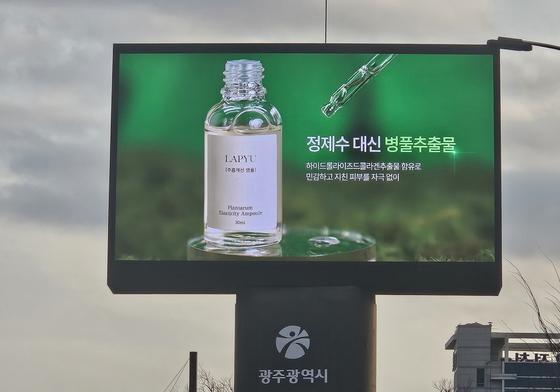 정제수 대신 병풀추출물
하이드롤라이즈드콜라겐추출물 함유로
민감하고 지친 피부를 자극 없이
LAPYU
[주름개선 앰플]
Plantarum
Elasticity Ampoule
30ml
광주광역시